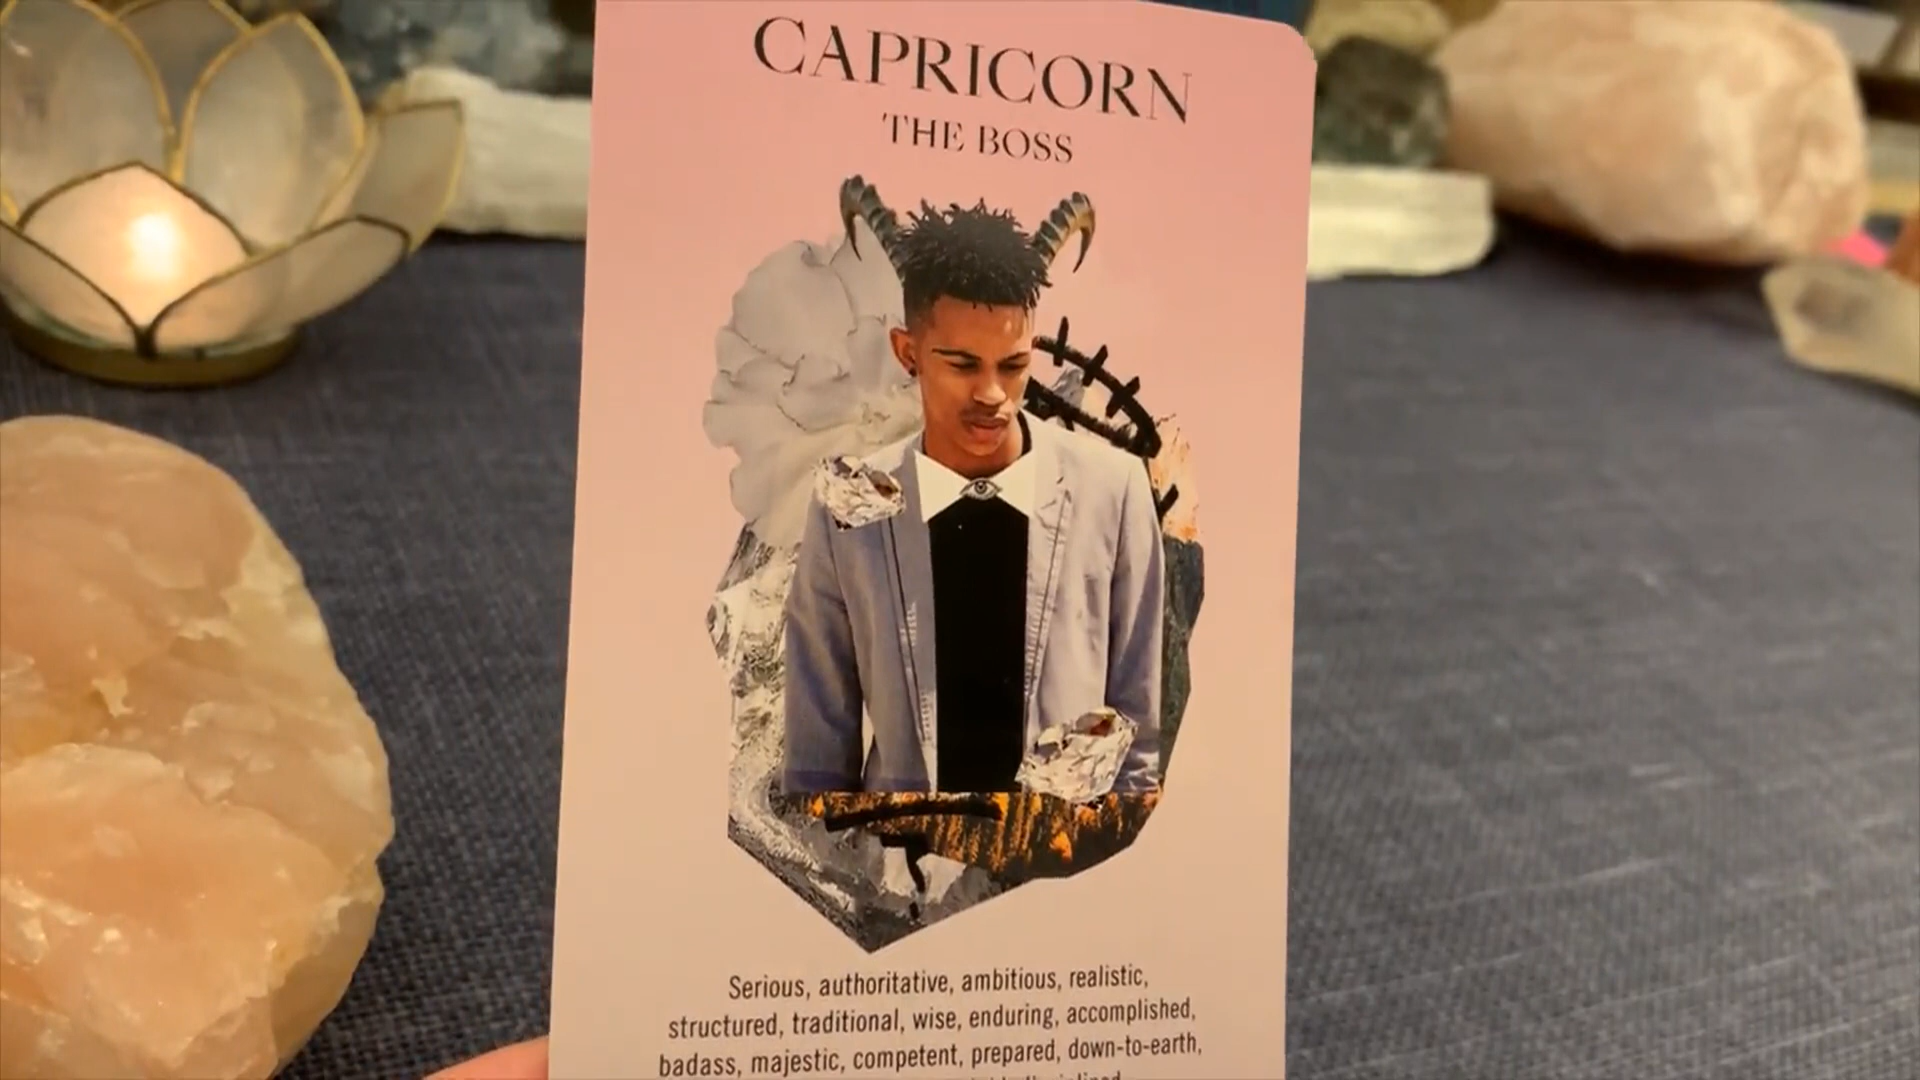 CAPRICORN
THE BOSS
Serious, authoritative, ambitious, realistic,
structured, traditional, wise, enduring, accomplished,
badass, majestic, competent, prepared, down-to-earth,